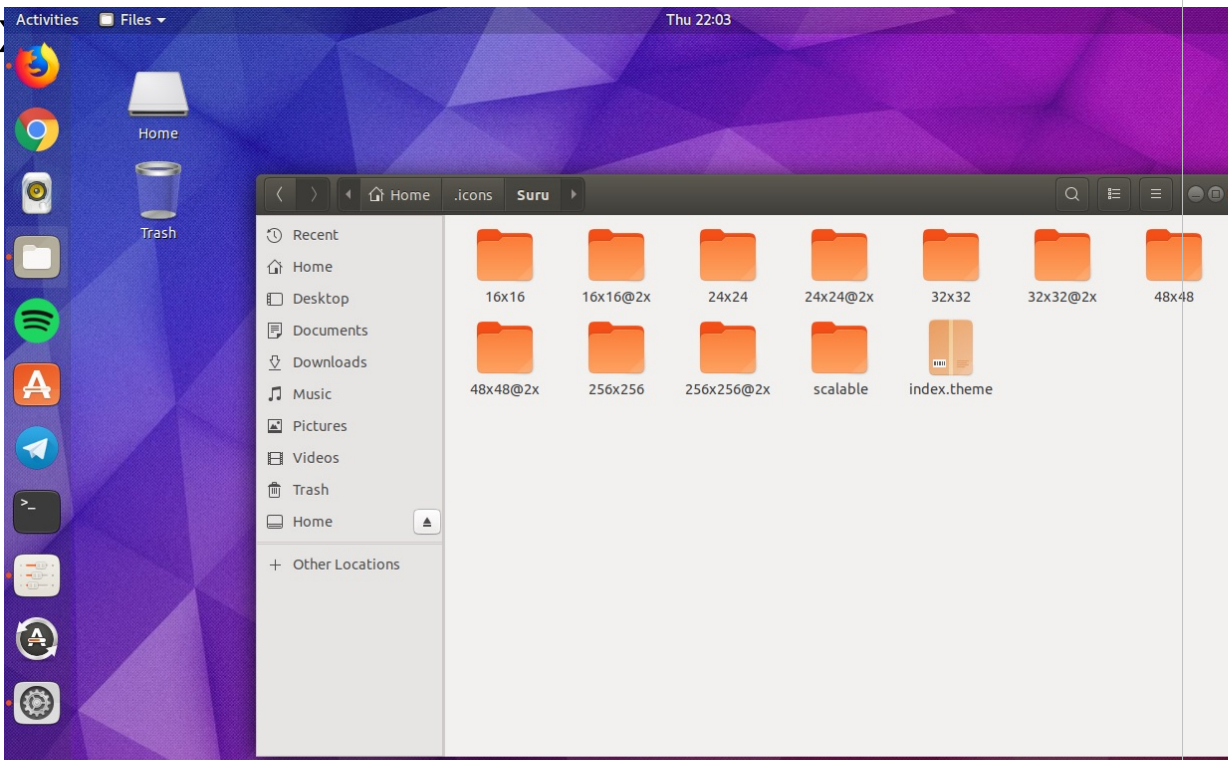 Activities Files Thu 22:03
Home
Trash
Home .icons Suru
Recent
Home
Desktop
Documents
Downloads
Music
Pictures
Videos
Trash
Home
Other Locations
16x16 16x16@2x 24x24 24x24@2x 32x32 32x32@2x 48x48
48x48@2x 256x256 256x256@2x scalable index.theme